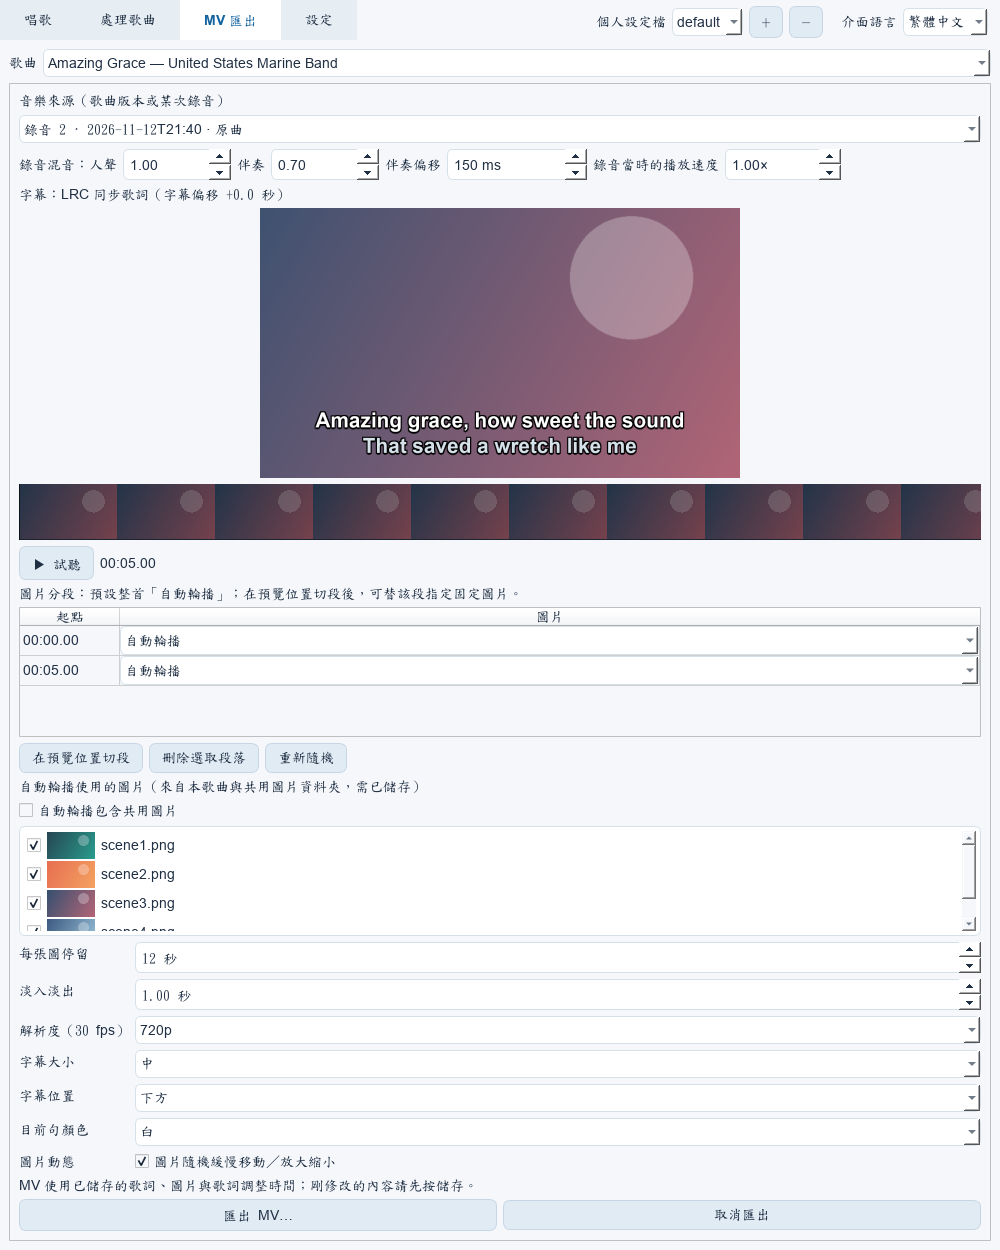 唱歌 處理歌曲 MV 匯出 設定 個人設定檔 default + − 介面語言 繁體中文
歌曲 Amazing Grace — United States Marine Band
音樂來源（歌曲版本或某次錄音）
錄音 2 · 2026-11-12T21:40 · 原曲
錄音混音：人聲 1.00 伴奏 0.70 伴奏偏移 150 ms 錄音當時的播放速度 1.00×
字幕：LRC 同步歌詞（字幕偏移 +0.0 秒）
Amazing grace, how sweet the sound
That saved a wretch like me
▶ 試聽 00:05.00
圖片分段：預設整首「自動輪播」；在預覽位置切段後，可替該段指定固定圖片。
起點 圖片
00:00.00 自動輪播
00:05.00 自動輪播
在預覽位置切段 刪除選取段落 重新隨機
自動輪播使用的圖片（來自本歌曲與共用圖片資料夾，需已儲存）
自動輪播包含共用圖片
scene1.png
scene2.png
scene3.png
scene4.png
每張圖停留 12 秒
淡入淡出 1.00 秒
解析度（30 fps） 720p
字幕大小 中
字幕位置 下方
目前句顏色 白
圖片動態 圖片隨機緩慢移動／放大縮小
MV 使用已儲存的歌詞、圖片與歌詞調整時間；剛修改的內容請先按儲存。
匯出 MV... 取消匯出